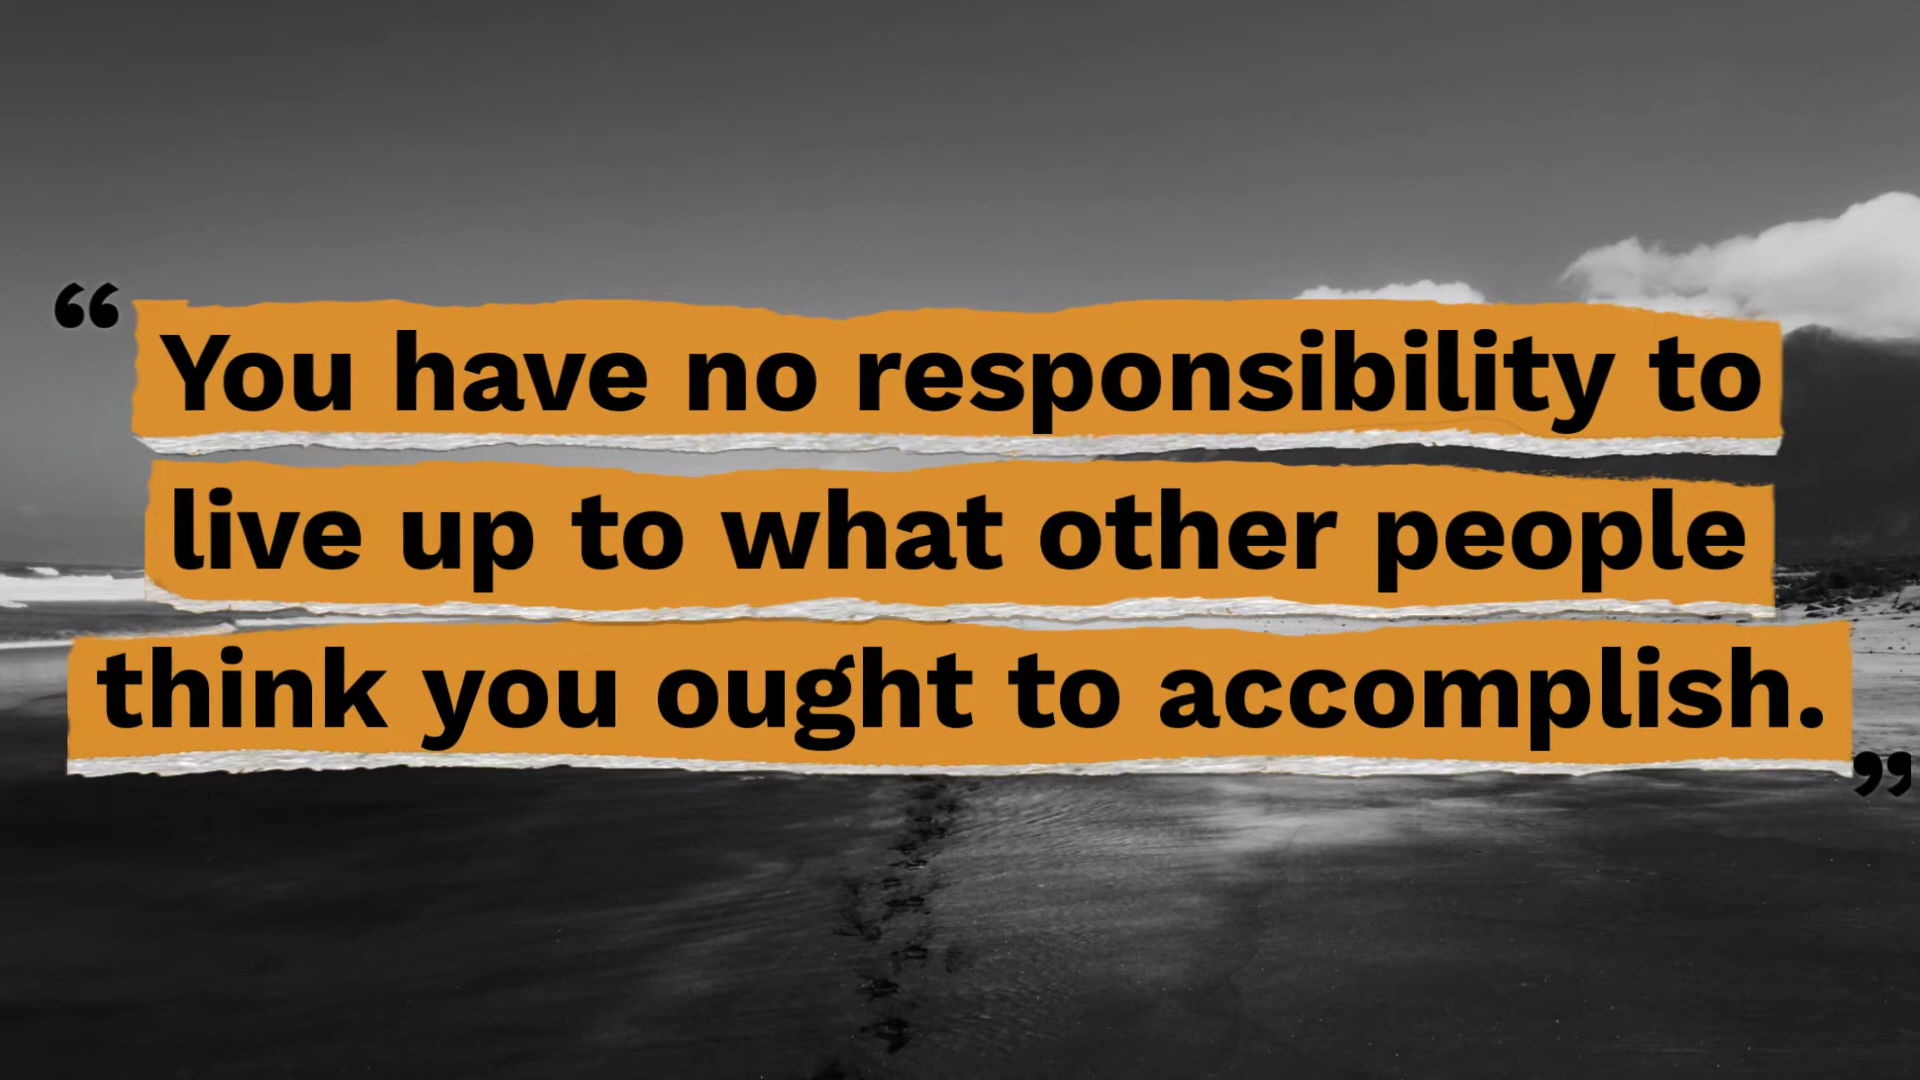 “You have no responsibility to
live up to what other people
think you ought to accomplish.”